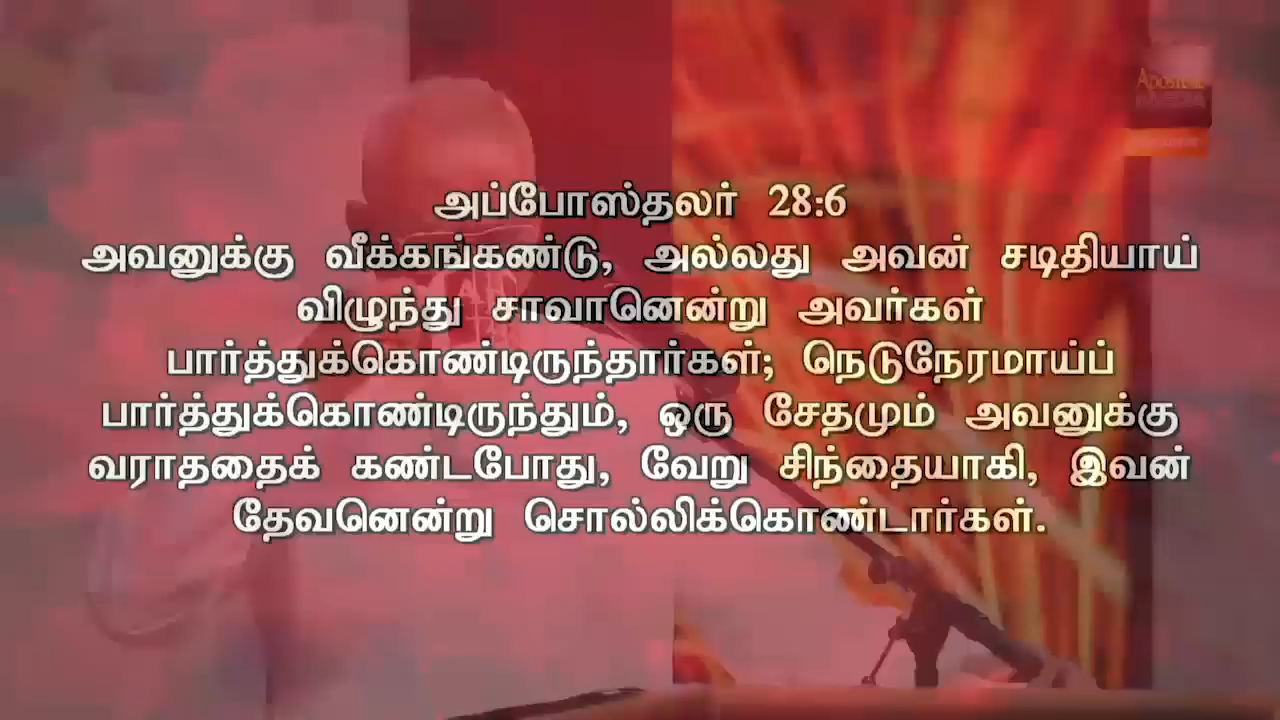 அப்போஸ்தலர் 28:6
அவனுக்கு வீக்கங்கண்டு, அல்லது அவன் சடிதியாய்
விழுந்து சாவானென்று அவர்கள்
பார்த்துக்கொண்டிருந்தார்கள்; நெடுநேரமாய்ப்
பார்த்துக்கொண்டிருந்தும், ஒரு சேதமும் அவனுக்கு
வராததைக் கண்டபோது, வேறு சிந்தையாகி, இவன்
தேவனென்று சொல்லிக்கொண்டார்கள்.